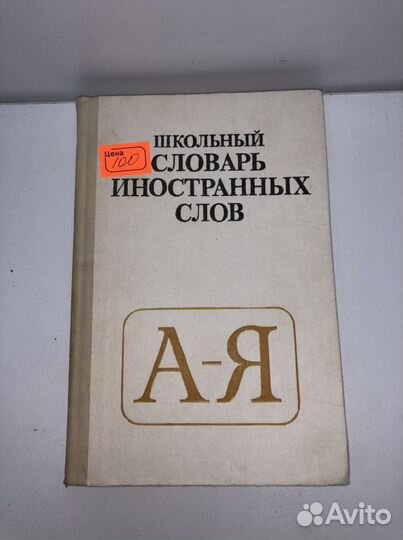 ШКОЛЬНЫЙ
СЛОВАРЬ
ИНОСТРАННЫХ
СЛОВ
Цена
100
А-Я
Avito